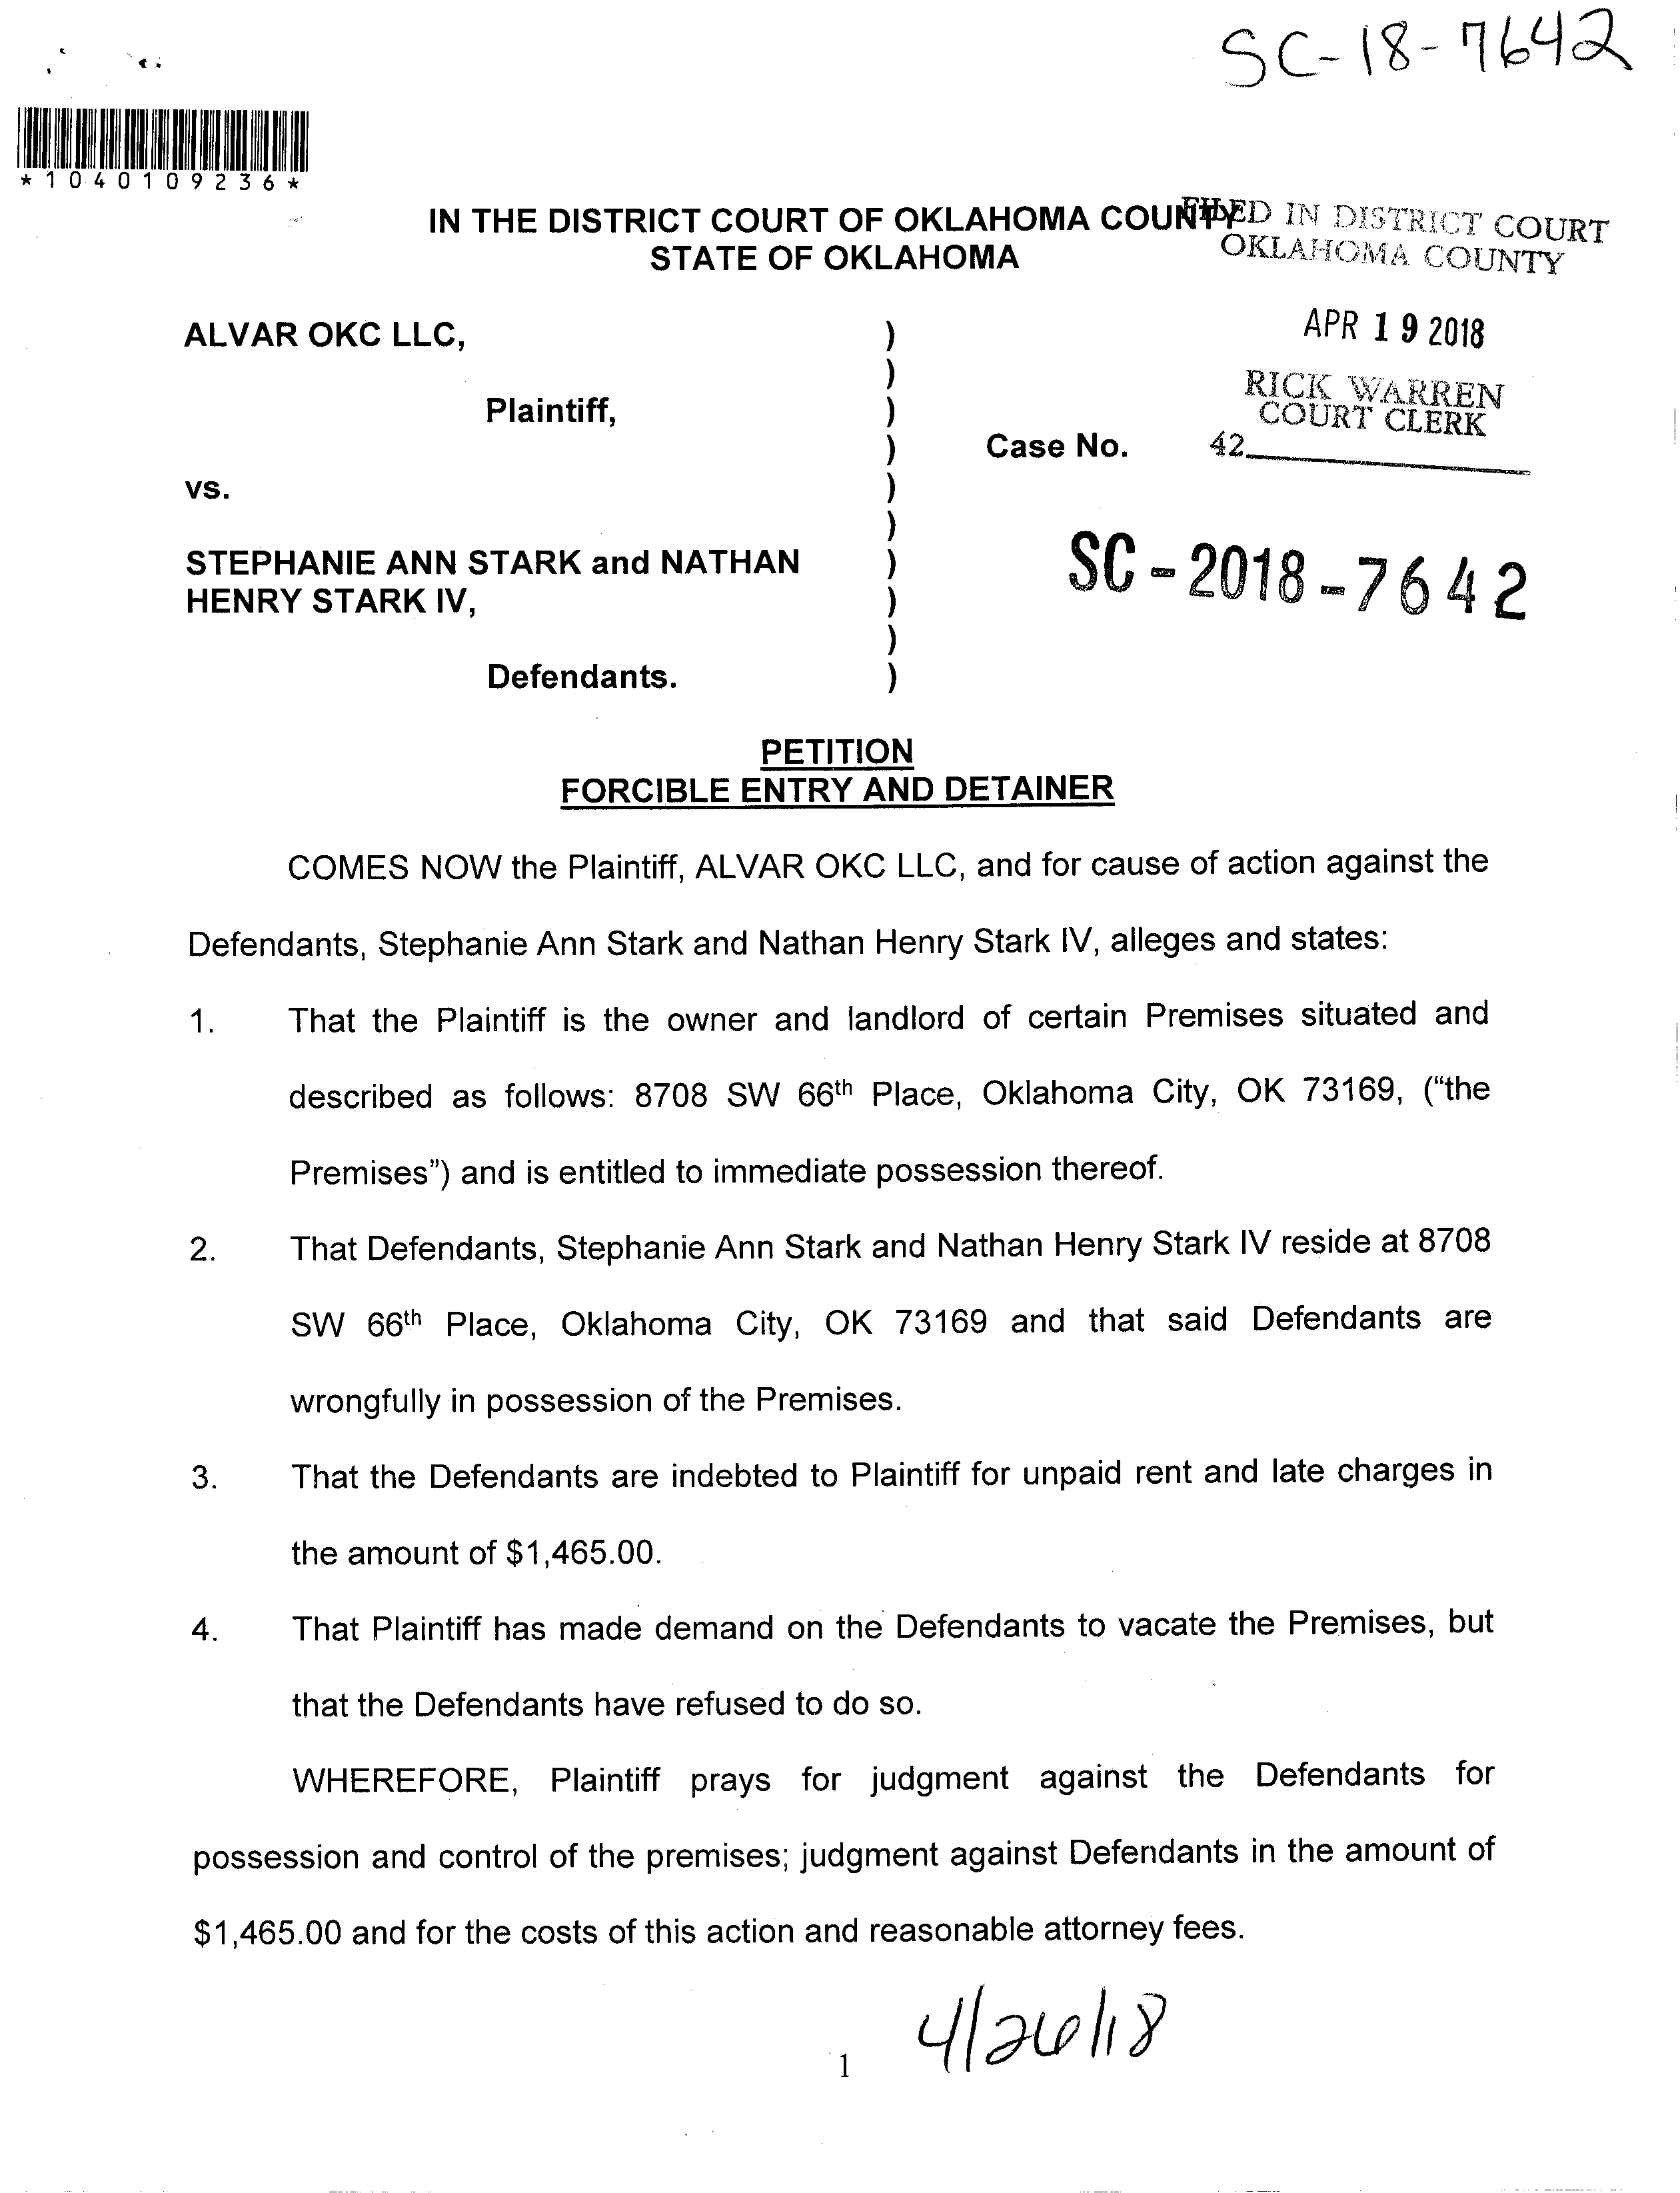 SC-18-7642
*1040109236*
IN THE DISTRICT COURT OF OKLAHOMA COUNTY
STATE OF OKLAHOMA
FILED IN DISTRICT COURT
OKLAHOMA COUNTY
APR 19 2018
RICK WARREN
COURT CLERK
42
ALVAR OKC LLC, )
)
Plaintiff, )
) Case No.
vs. )
)
STEPHANIE ANN STARK and NATHAN ) SC-2018-7642
HENRY STARK IV, )
)
Defendants. )
PETITION
FORCIBLE ENTRY AND DETAINER
COMES NOW the Plaintiff, ALVAR OKC LLC, and for cause of action against the
Defendants, Stephanie Ann Stark and Nathan Henry Stark IV, alleges and states:
1. That the Plaintiff is the owner and landlord of certain Premises situated and
described as follows: 8708 SW 66th Place, Oklahoma City, OK 73169, (“the
Premises”) and is entitled to immediate possession thereof.
2. That Defendants, Stephanie Ann Stark and Nathan Henry Stark IV reside at 8708
SW 66th Place, Oklahoma City, OK 73169 and that said Defendants are
wrongfully in possession of the Premises.
3. That the Defendants are indebted to Plaintiff for unpaid rent and late charges in
the amount of $1,465.00.
4. That Plaintiff has made demand on the Defendants to vacate the Premises, but
that the Defendants have refused to do so.
WHEREFORE, Plaintiff prays for judgment against the Defendants for
possession and control of the premises; judgment against Defendants in the amount of
$1,465.00 and for the costs of this action and reasonable attorney fees.
4/26/18
1